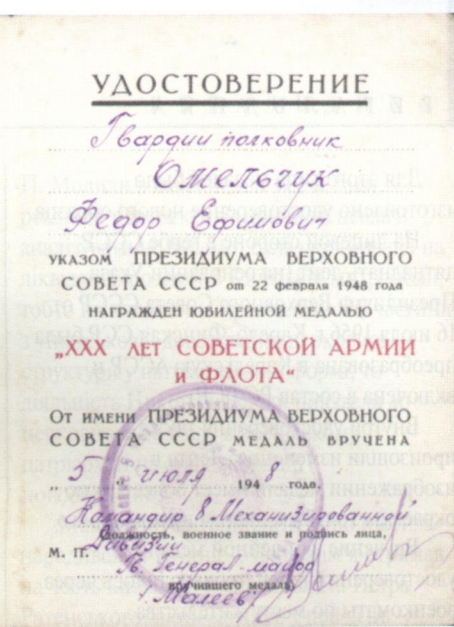 УДОСТОВЕРЕНИЕ
Гвардии полковник
Омельчук
Федор Ефимович
УКАЗОМ ПРЕЗИДИУМА ВЕРХОВНОГО
СОВЕТА СССР от 22 февраля 1948 года
НАГРАЖДЕН ЮБИЛЕЙНОЙ МЕДАЛЬЮ
„XXX ЛЕТ СОВЕТСКОЙ АРМИИ
и ФЛОТА“
От имени ПРЕЗИДИУМА ВЕРХОВНОГО
СОВЕТА СССР МЕДАЛЬ ВРУЧЕНА
„5“ июля 1948 года.
Командир 8 Механизированной
Должность, военное звание и подпись лица,
М. П. Дивизии
Гв. Генерал-майор
вручившего медаль